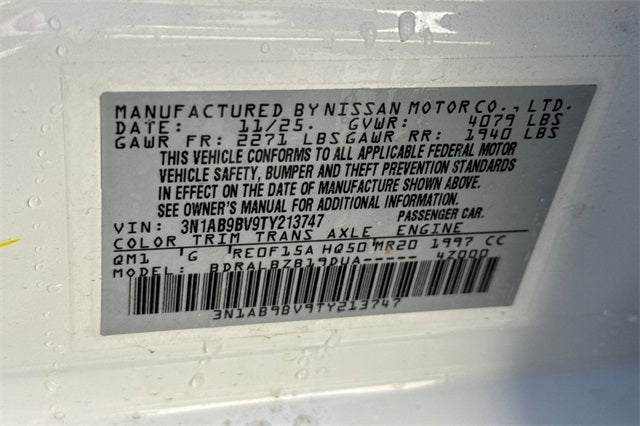 MANUFACTURED BY NISSAN MOTOR CO., LTD.
DATE: 11/25. GVWR: 4079 LBS
GAWR FR: 2271 LBS GAWR RR: 1940 LBS
THIS VEHICLE CONFORMS TO ALL APPLICABLE FEDERAL MOTOR
VEHICLE SAFETY, BUMPER AND THEFT PREVENTION STANDARDS
IN EFFECT ON THE DATE OF MANUFACTURE SHOWN ABOVE.
SEE OWNER'S MANUAL FOR ADDITIONAL INFORMATION.
VIN: 3N1AB9BV9TY213747 PASSENGER CAR.
COLOR TRIM TRANS AXLE ENGINE
QM1 G RE0F15A HQ50 MR20 1997 CC
MODEL: BDRALBZB19DUA----- 4Z000
3N1AB9BV9TY213747